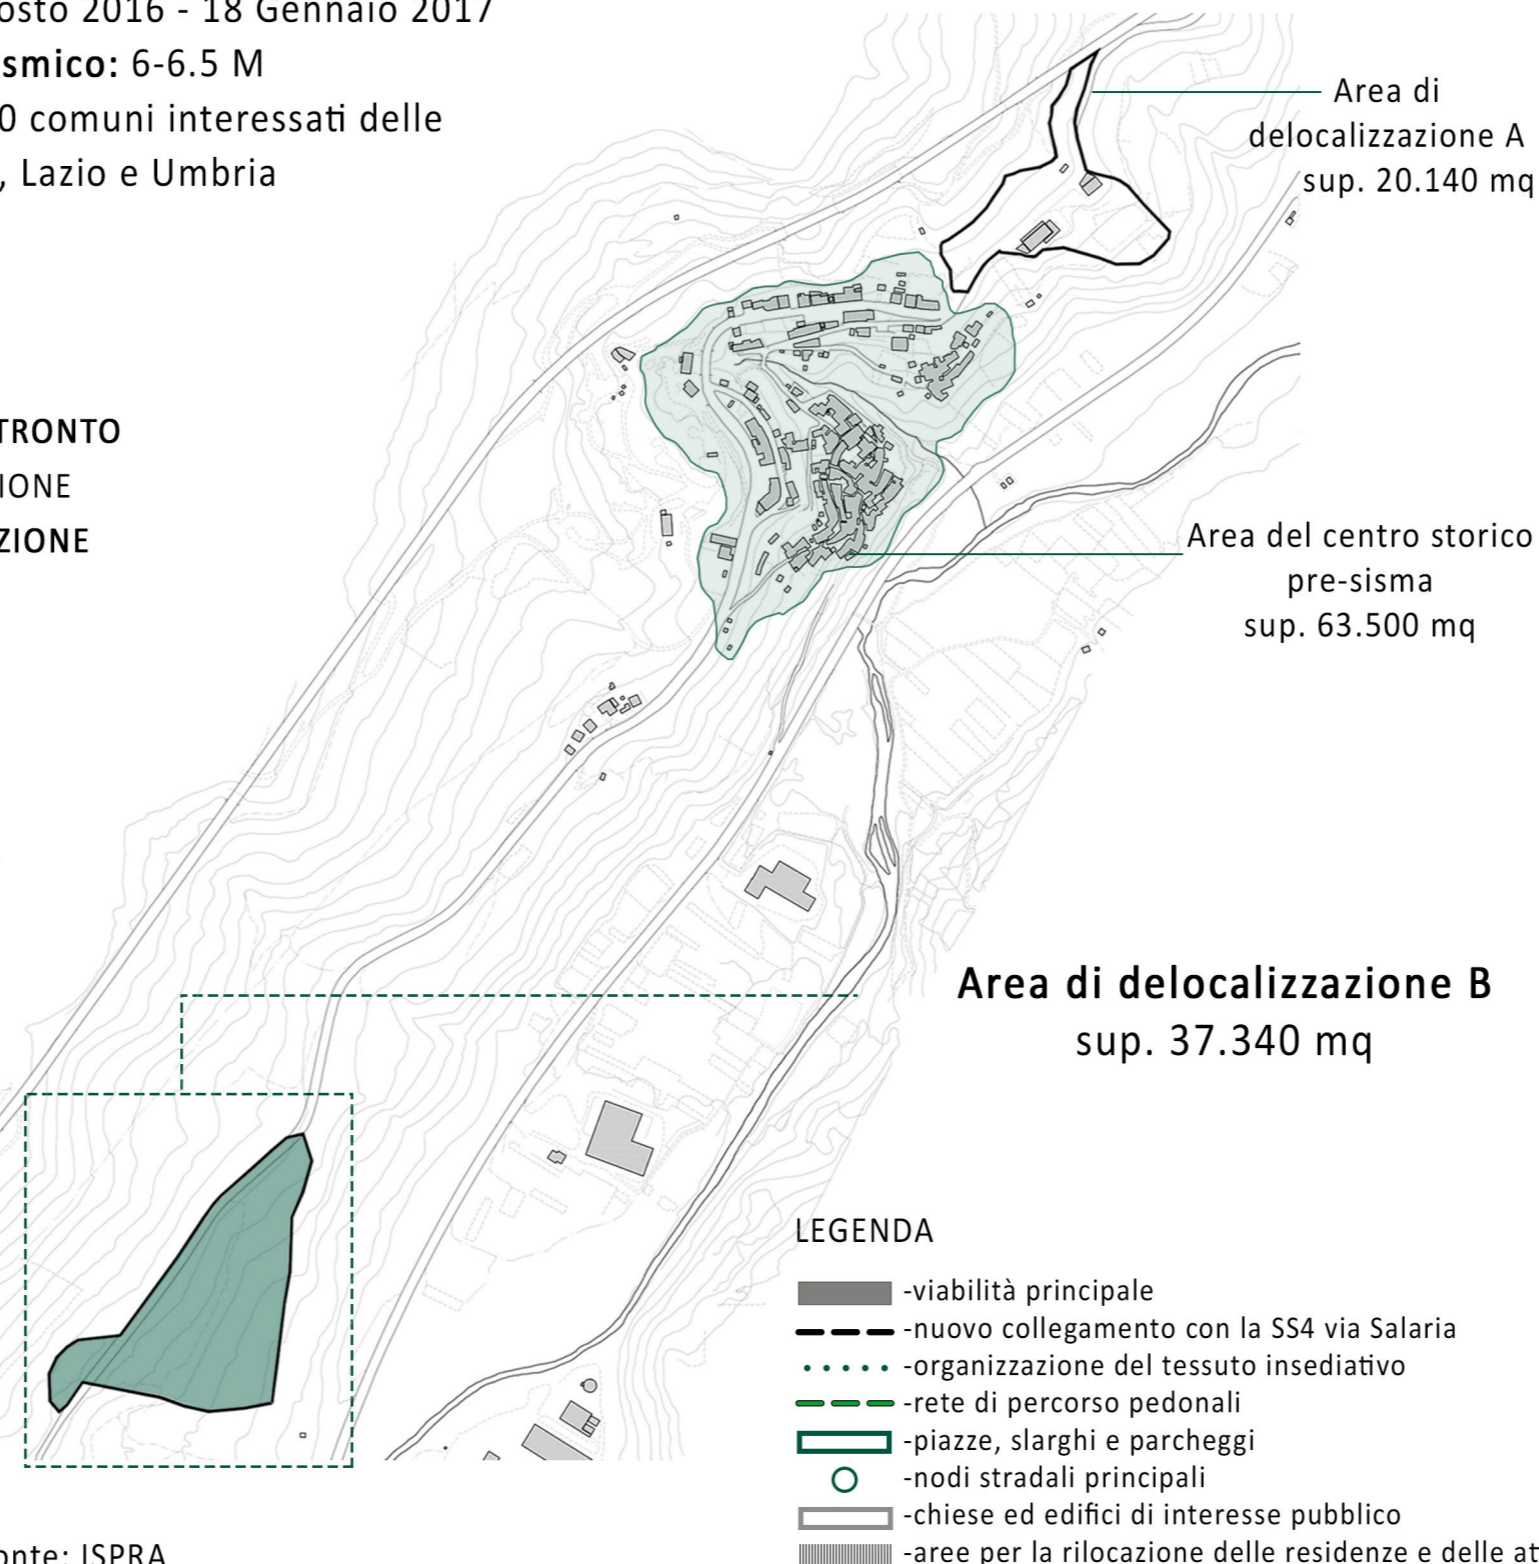 osto 2016 - 18 Gennaio 2017
smico: 6-6.5 M
0 comuni interessati delle
, Lazio e Umbria
TRONTO
IONE
ZIONE
Area di
delocalizzazione A
sup. 20.140 mq
Area del centro storico
pre-sisma
sup. 63.500 mq
Area di delocalizzazione B
sup. 37.340 mq
LEGENDA
-viabilità principale
-nuovo collegamento con la SS4 via Salaria
-organizzazione del tessuto insediativo
-rete di percorso pedonali
-piazze, slarghi e parcheggi
-nodi stradali principali
-chiese ed edifici di interesse pubblico
-aree per la rilocazione delle residenze e delle at
onte: ISPRA